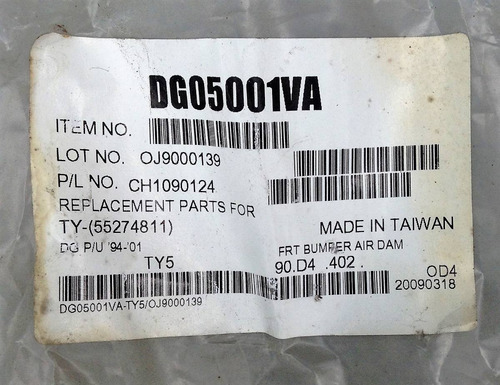 DG05001VA
ITEM NO.
LOT NO. OJ9000139
P/L NO. CH1090124
REPLACEMENT PARTS FOR
TY-(55274811)
MADE IN TAIWAN
DG P/U '94-'01
FRT BUMPER AIR DAM
TY5
90.D4 .402 .
OD4
20090318
DG05001VA-TY5/OJ9000139